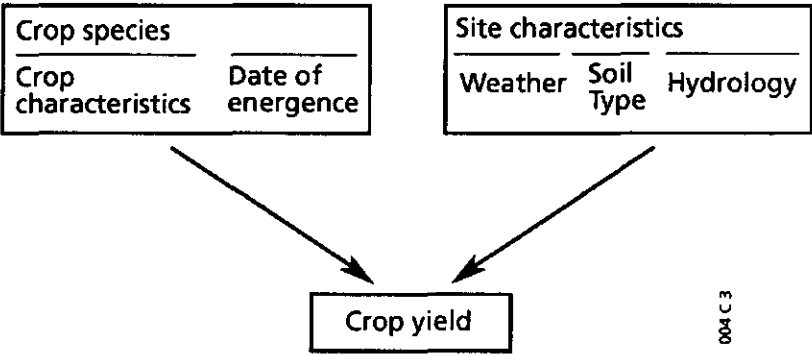 Crop species
Crop
characteristics
Date of
energence
Site characteristics
Weather
Soil
Type
Hydrology
Crop yield
004 C 3